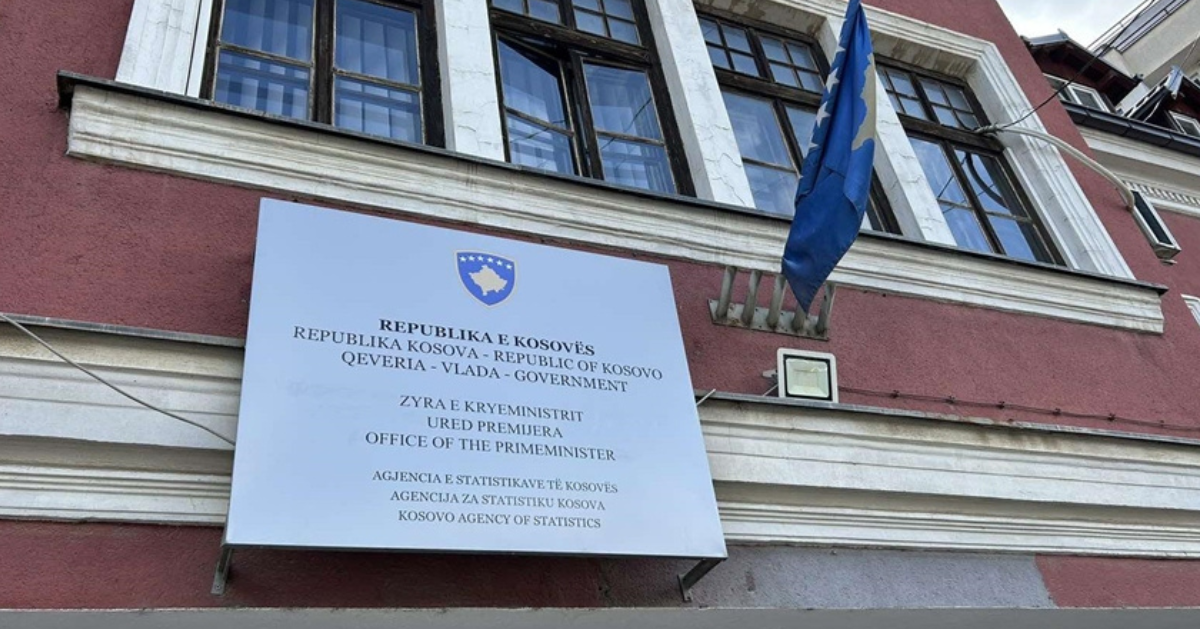 REPUBLIKA E KOSOVËS
REPUBLIKA KOSOVA - REPUBLIC OF KOSOVO
QEVERIA - VLADA - GOVERNMENT
ZYRA E KRYEMINISTRIT
URED PREMIJERA
OFFICE OF THE PRIMEMINISTER
AGJENCIA E STATISTIKAVE TË KOSOVËS
AGENCIJA ZA STATISTIKU KOSOVA
KOSOVO AGENCY OF STATISTICS